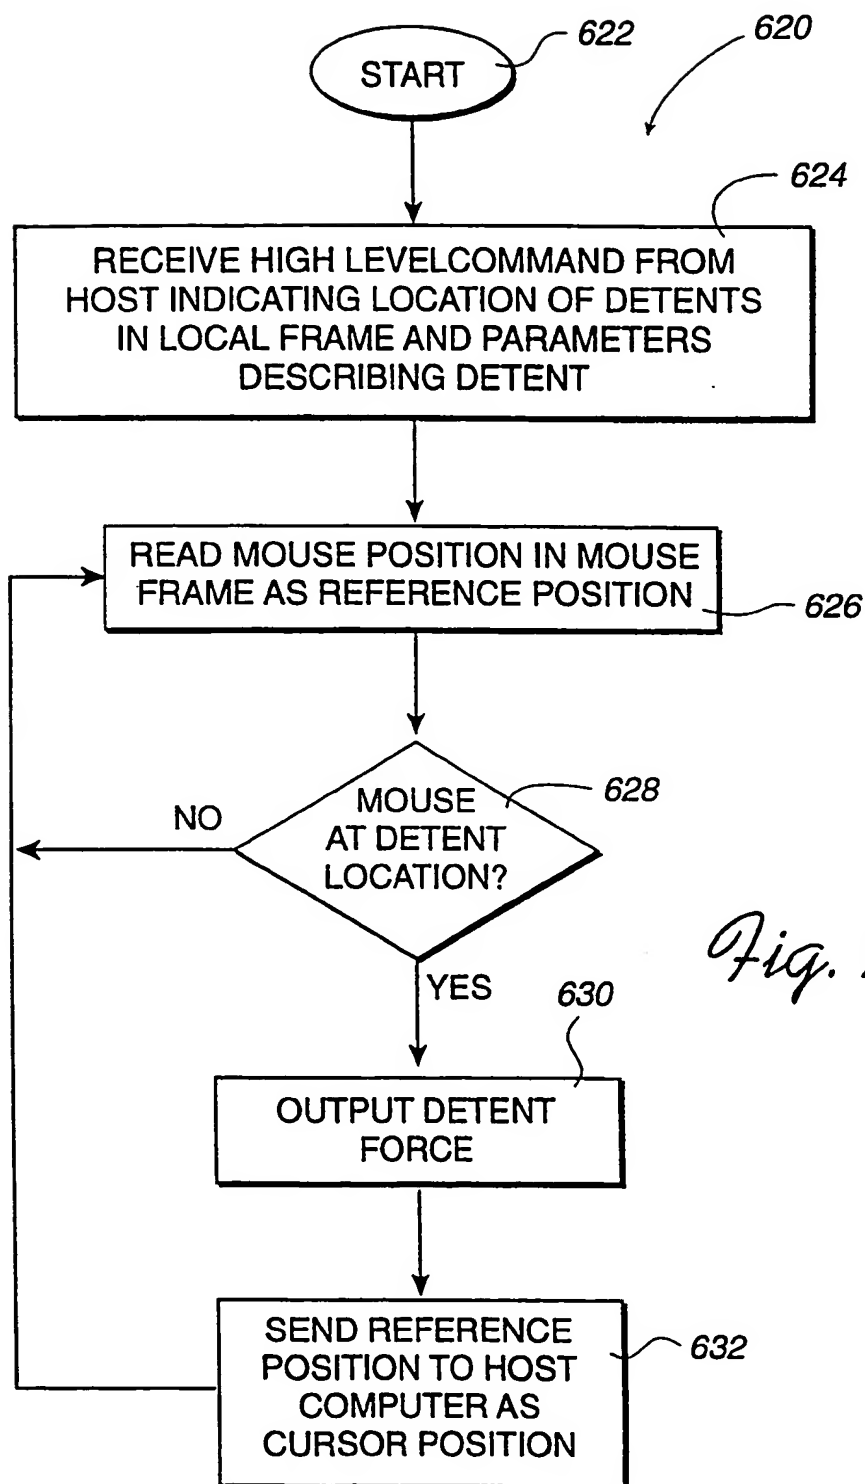 START
622
620
624
RECEIVE HIGH LEVELCOMMAND FROM
HOST INDICATING LOCATION OF DETENTS
IN LOCAL FRAME AND PARAMETERS
DESCRIBING DETENT
READ MOUSE POSITION IN MOUSE
FRAME AS REFERENCE POSITION
626
MOUSE
AT DETENT
LOCATION?
628
NO
YES
Fig.
630
OUTPUT DETENT
FORCE
SEND REFERENCE
POSITION TO HOST
COMPUTER AS
CURSOR POSITION
632